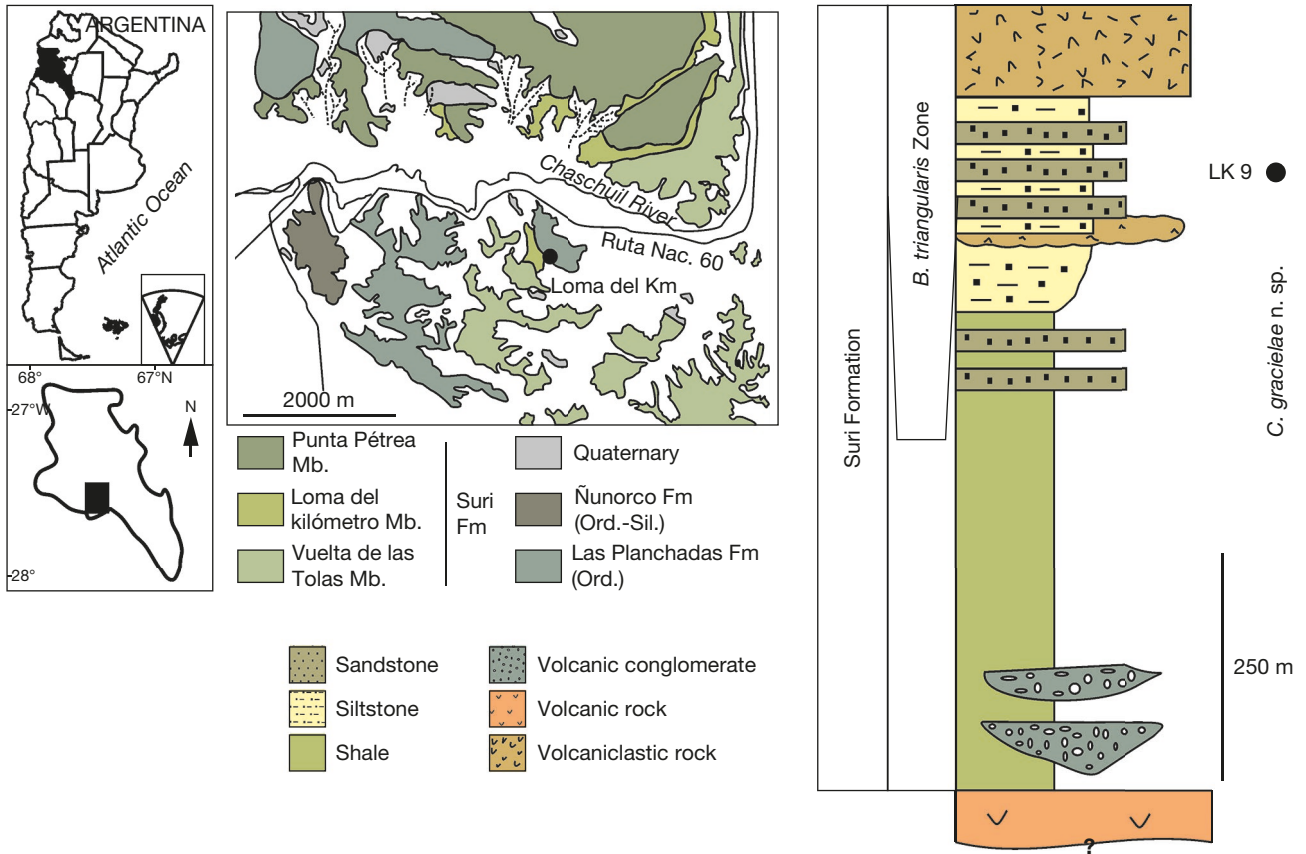 ARGENTINA
Atlantic Ocean
68°
67°N
27°W
28°
N
Chaschuil River
Ruta Nac. 60
Loma del Km
2000 m
Punta Pétrea
Mb.
Loma del
kilómetro Mb.
Vuelta de las
Tolas Mb.
Suri
Fm
Quaternary
Ñunorco Fm
(Ord.-Sil.)
Las Planchadas Fm
(Ord.)
Sandstone
Siltstone
Shale
Volcanic conglomerate
Volcanic rock
Volcaniclastic rock
Suri Formation
B. triangularis Zone
LK 9
C. gracielae n. sp.
250 m
?